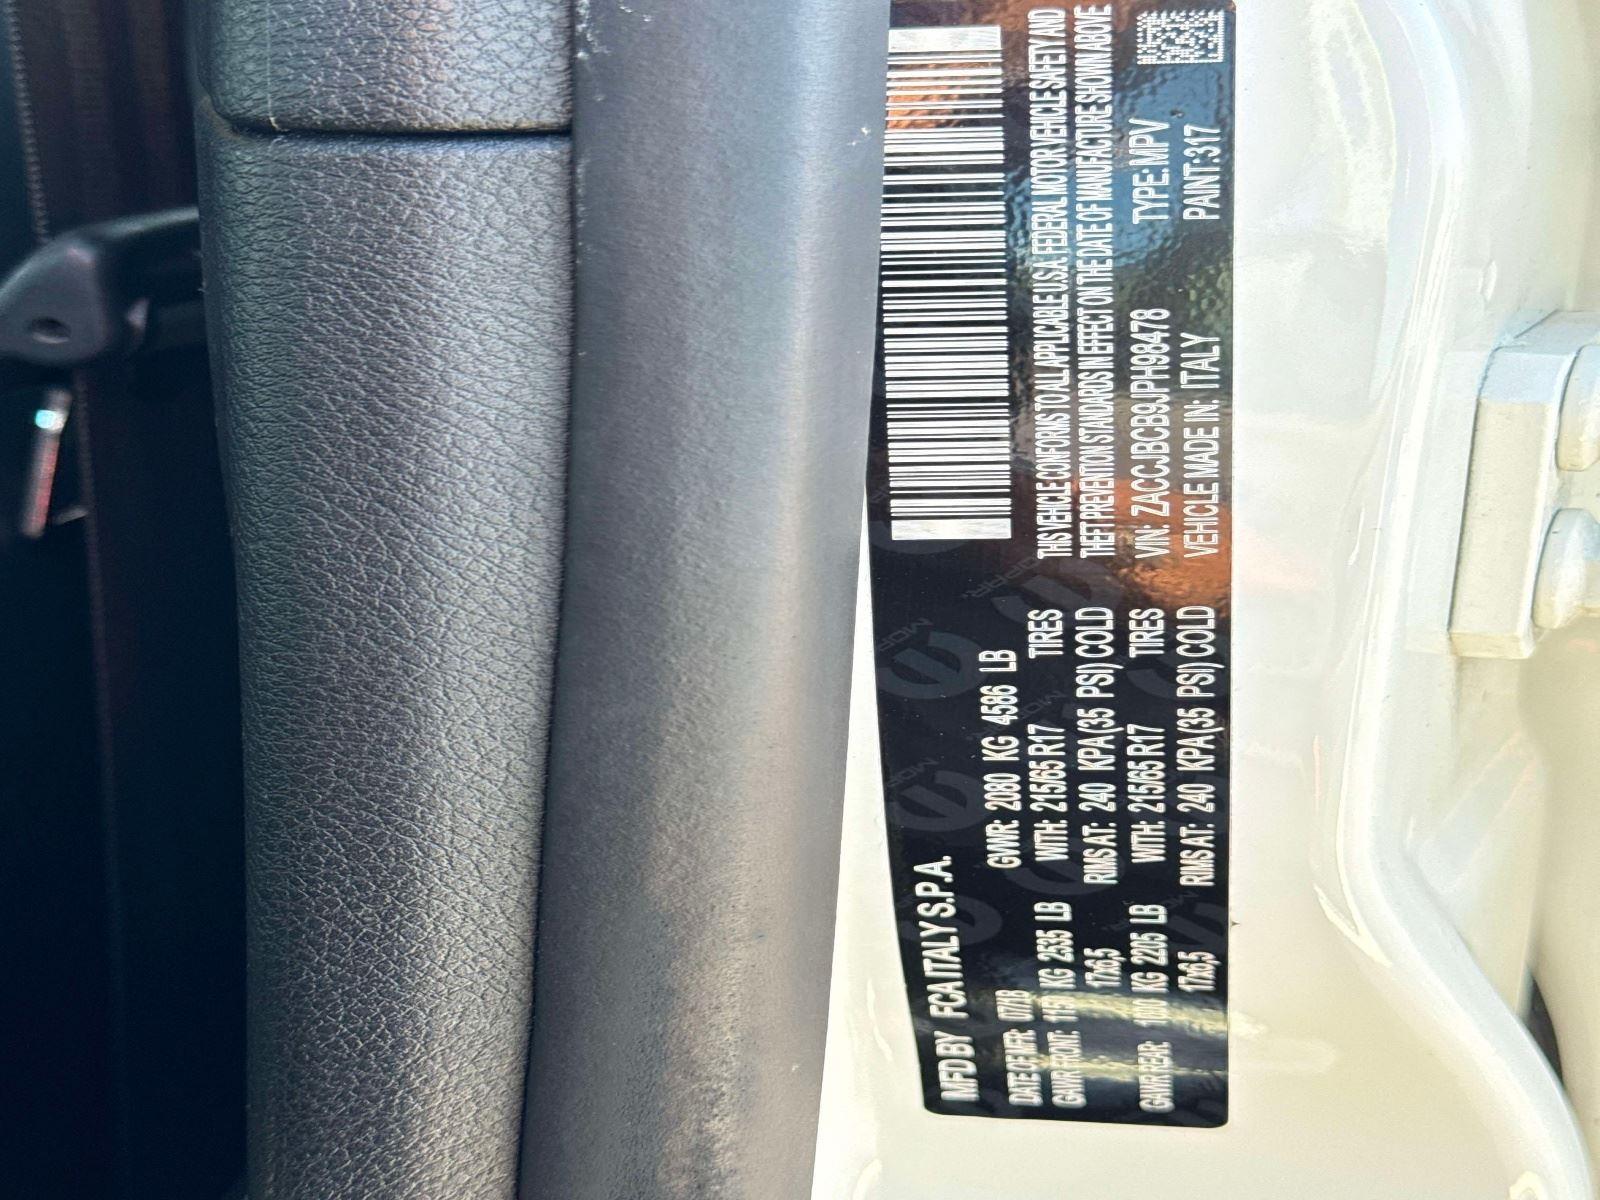 MFD BY FCA ITALY S.P.A.
DATE OF MFR: 07/18 GVWR: 2080 KG 4586 LB
GAWR FRONT: 1150 KG 2535 LB WITH: 215/65 R17 TIRES
17x6,5 RIMS AT: 240 KPA(35 PSI) COLD
GAWR REAR: 1000 KG 2205 LB WITH: 215/65 R17 TIRES
17x6,5 RIMS AT: 240 KPA(35 PSI) COLD
THIS VEHICLE CONFORMS TO ALL APPLICABLE U.S.A. FEDERAL MOTOR VEHICLE SAFETY AND
THEFT PREVENTION STANDARDS IN EFFECT ON THE DATE OF MANUFACTURE SHOWN ABOVE.
VIN: ZACCJBCB9JPH98478 TYPE: MPV
VEHICLE MADE IN: ITALY PAINT:317
MOPAR
MOPAR
MOPAR